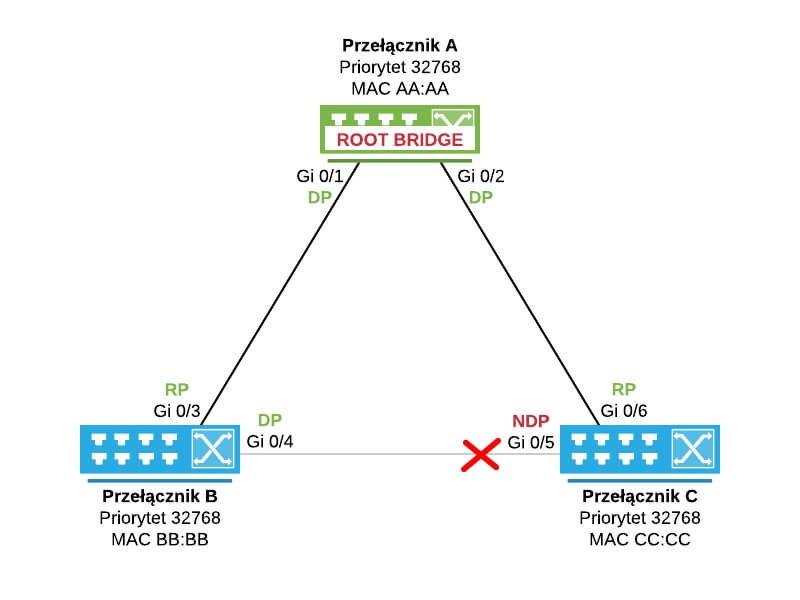 Przełącznik A
Priorytet 32768
MAC AA:AA
ROOT BRIDGE
Gi 0/1
DP
Gi 0/2
DP
RP
Gi 0/3
DP
Gi 0/4
NDP
Gi 0/5
RP
Gi 0/6
Przełącznik B
Priorytet 32768
MAC BB:BB
Przełącznik C
Priorytet 32768
MAC CC:CC